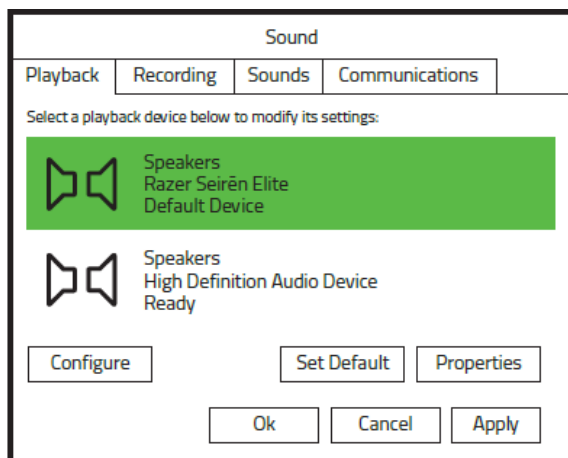 Sound
Playback Recording Sounds Communications
Select a playback device below to modify its settings:
Speakers
Razer Seirēn Elite
Default Device
Speakers
High Definition Audio Device
Ready
Configure Set Default Properties
Ok Cancel Apply